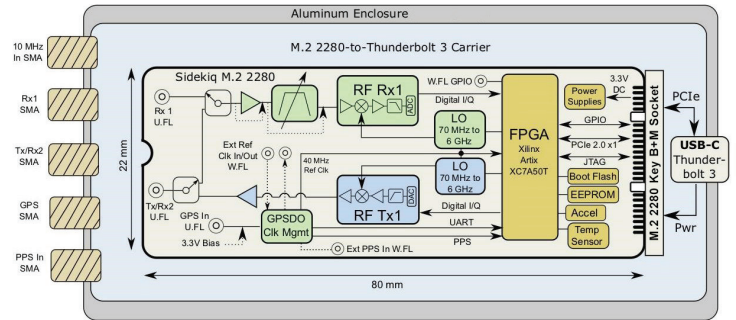 Aluminum Enclosure
M.2 2280-to-Thunderbolt 3 Carrier
10 MHz
In SMA
Rx1
SMA
Tx/Rx2
SMA
GPS
SMA
PPS In
SMA
22 mm
80 mm
Sidekiq M.2 2280
Rx 1
U.FL
RF Rx1
ADC
W.FL GPIO
Digital I/Q
LO
70 MHz to
6 GHz
Ext Ref
Clk In/Out
W.FL
40 MHz
Ref Clk
LO
70 MHz to
6 GHz
Tx/Rx2
U.FL
DAC
RF Tx1
Digital I/Q
GPS In
U.FL
3.3V Bias
GPSDO
Clk Mgmt
UART
PPS
Ext PPS In W.FL
FPGA
Xilinx
Artix
XC7A50T
Power
Supplies
3.3V
DC
GPIO
PCIe 2.0 x1
JTAG
Boot Flash
EEPROM
Accel
Temp
Sensor
M.2 2280 Key B+M Socket
PCIe
USB-C
Thunder-
bolt 3
Pwr